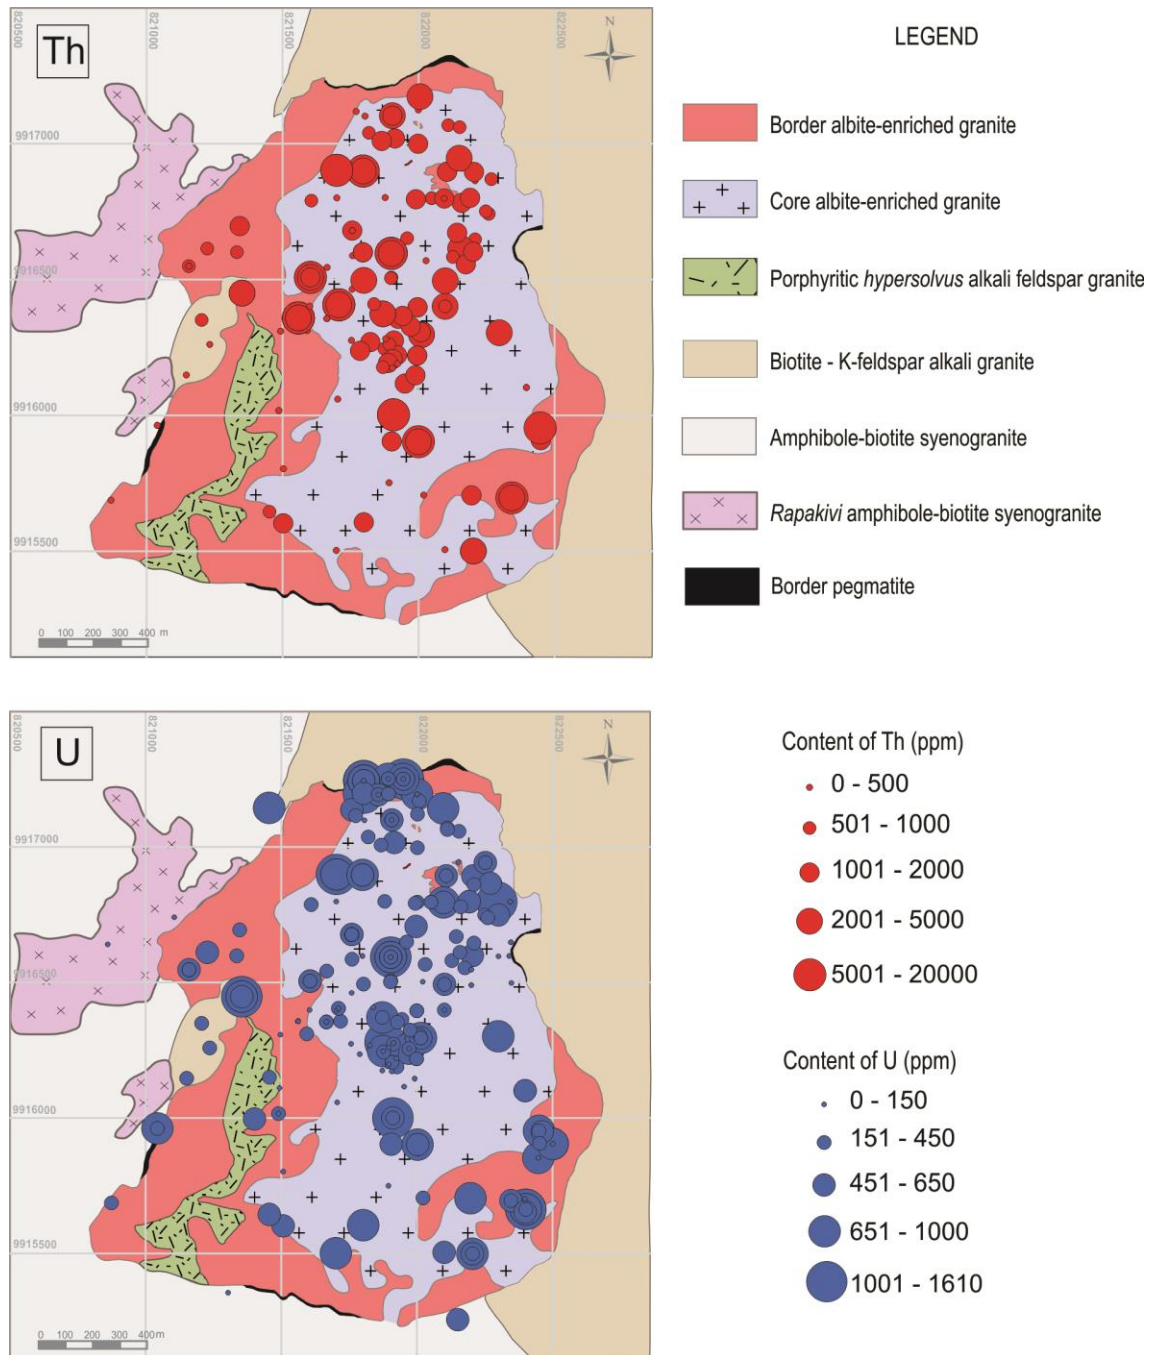 820500
821000
821500
822000
822500
Th
N
9917000
9916500
9916000
9915500
0 100 200 300 400 m
LEGEND
Border albite-enriched granite
Core albite-enriched granite
Porphyritic hypersolvus alkali feldspar granite
Biotite - K-feldspar alkali granite
Amphibole-biotite syenogranite
Rapakivi amphibole-biotite syenogranite
Border pegmatite
820500
821000
821500
822000
822500
U
N
9917000
9916500
9916000
9915500
0 100 200 300 400 m
Content of Th (ppm)
0 - 500
501 - 1000
1001 - 2000
2001 - 5000
5001 - 20000
Content of U (ppm)
0 - 150
151 - 450
451 - 650
651 - 1000
1001 - 1610